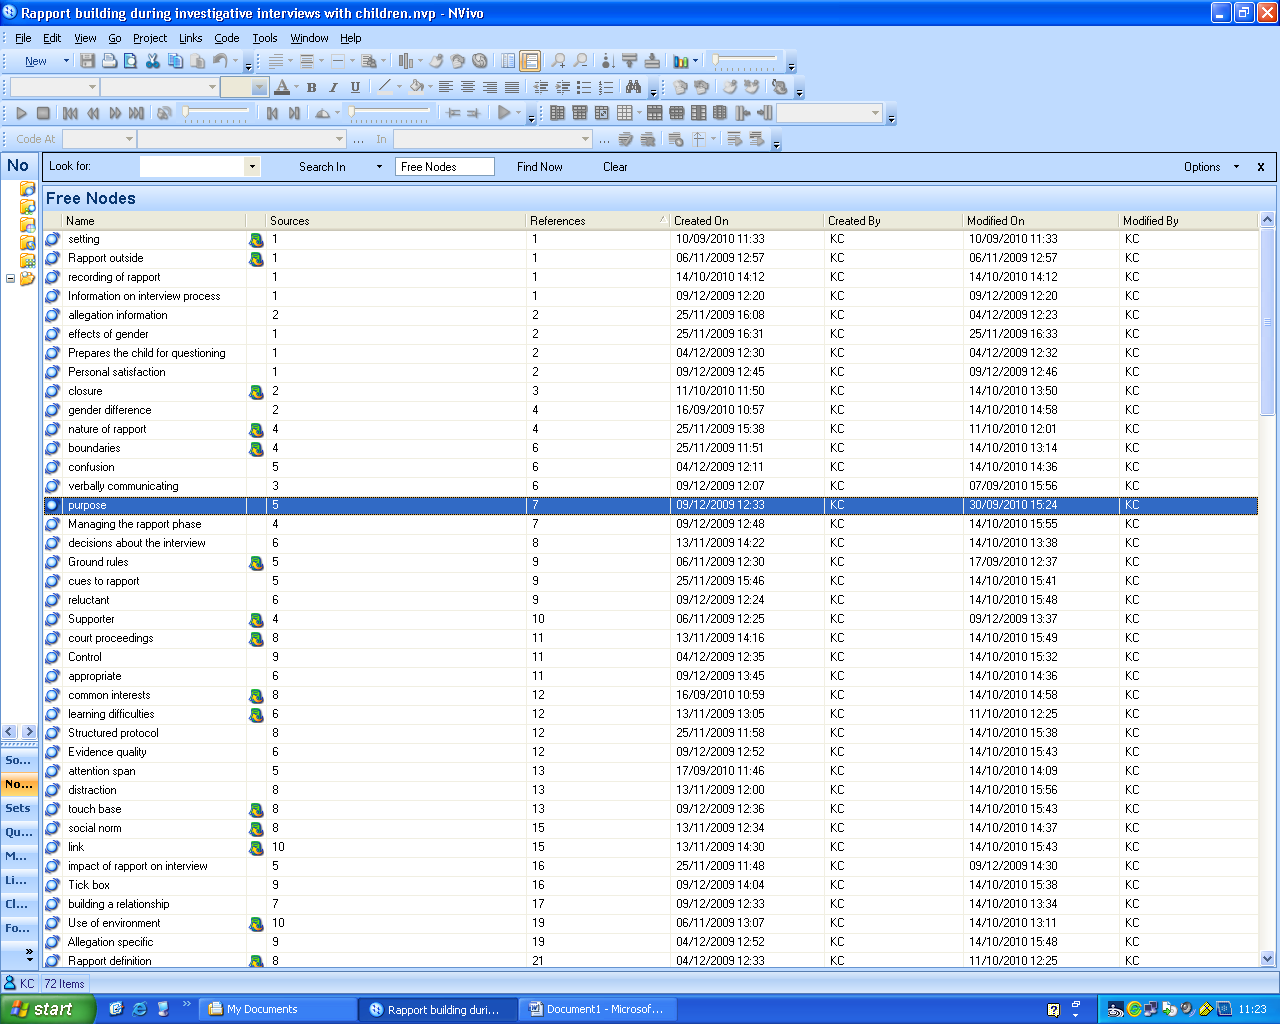 Rapport building during investigative interviews with children.nvp - NVivo
File Edit View Go Project Links Code Tools Window Help
New
B I U
Code At ... In ...
No Look for: Search In Free Nodes Find Now Clear Options x
Free Nodes
Name Sources References Created On Created By Modified On Modified By
setting 1 1 10/09/2010 11:33 KC 10/09/2010 11:33 KC
Rapport outside 1 1 06/11/2009 12:57 KC 06/11/2009 12:57 KC
recording of rapport 1 1 14/10/2010 14:12 KC 14/10/2010 14:12 KC
Information on interview process 1 1 09/12/2009 12:20 KC 09/12/2009 12:20 KC
allegation information 2 2 25/11/2009 16:08 KC 04/12/2009 12:23 KC
effects of gender 1 2 25/11/2009 16:31 KC 25/11/2009 16:33 KC
Prepares the child for questioning 1 2 04/12/2009 12:30 KC 04/12/2009 12:32 KC
Personal satisfaction 1 2 09/12/2009 12:45 KC 09/12/2009 12:46 KC
closure 2 3 11/10/2010 11:50 KC 14/10/2010 13:50 KC
gender difference 2 4 16/09/2010 10:57 KC 14/10/2010 14:58 KC
nature of rapport 4 4 25/11/2009 15:38 KC 11/10/2010 12:01 KC
boundaries 4 6 25/11/2009 11:51 KC 14/10/2010 13:14 KC
confusion 5 6 04/12/2009 12:11 KC 14/10/2010 14:36 KC
verbally communicating 3 6 09/12/2009 12:07 KC 07/09/2010 15:56 KC
purpose 5 7 09/12/2009 12:33 KC 30/09/2010 15:24 KC
Managing the rapport phase 4 7 09/12/2009 12:48 KC 14/10/2010 15:55 KC
decisions about the interview 6 8 13/11/2009 14:22 KC 14/10/2010 13:38 KC
Ground rules 5 9 06/11/2009 12:30 KC 17/09/2010 12:37 KC
cues to rapport 5 9 25/11/2009 15:46 KC 14/10/2010 15:41 KC
reluctant 6 9 09/12/2009 12:24 KC 14/10/2010 15:48 KC
Supporter 4 10 06/11/2009 12:25 KC 09/12/2009 13:37 KC
court proceedings 8 11 13/11/2009 14:16 KC 14/10/2010 15:49 KC
Control 9 11 04/12/2009 12:35 KC 14/10/2010 15:32 KC
appropriate 6 11 09/12/2009 13:45 KC 14/10/2010 14:36 KC
common interests 8 12 16/09/2010 10:59 KC 14/10/2010 14:58 KC
learning difficulties 6 12 13/11/2009 13:05 KC 11/10/2010 12:25 KC
Structured protocol 8 12 25/11/2009 11:58 KC 14/10/2010 15:38 KC
Evidence quality 6 12 09/12/2009 12:52 KC 14/10/2010 15:43 KC
So...
attention span 5 13 17/09/2010 11:46 KC 14/10/2010 14:09 KC
No...
distraction 8 13 13/11/2009 12:00 KC 14/10/2010 15:56 KC
Sets
touch base 8 13 09/12/2009 12:36 KC 14/10/2010 15:43 KC
Qu...
social norm 8 15 13/11/2009 12:34 KC 14/10/2010 14:37 KC
M...
link 10 15 13/11/2009 14:30 KC 14/10/2010 15:43 KC
Li...
impact of rapport on interview 5 16 25/11/2009 11:48 KC 09/12/2009 14:30 KC
Tick box 9 16 09/12/2009 14:04 KC 14/10/2010 15:38 KC
Cl...
building a relationship 7 17 09/12/2009 12:33 KC 14/10/2010 13:34 KC
Fo...
Use of environment 10 19 06/11/2009 13:07 KC 14/10/2010 13:11 KC
Allegation specific 9 19 04/12/2009 12:52 KC 14/10/2010 15:48 KC
Rapport definition 8 21 04/12/2009 12:33 KC 11/10/2010 12:25 KC
KC 72 Items
start My Documents Rapport building duri... Document1 - Microsof... 11:23